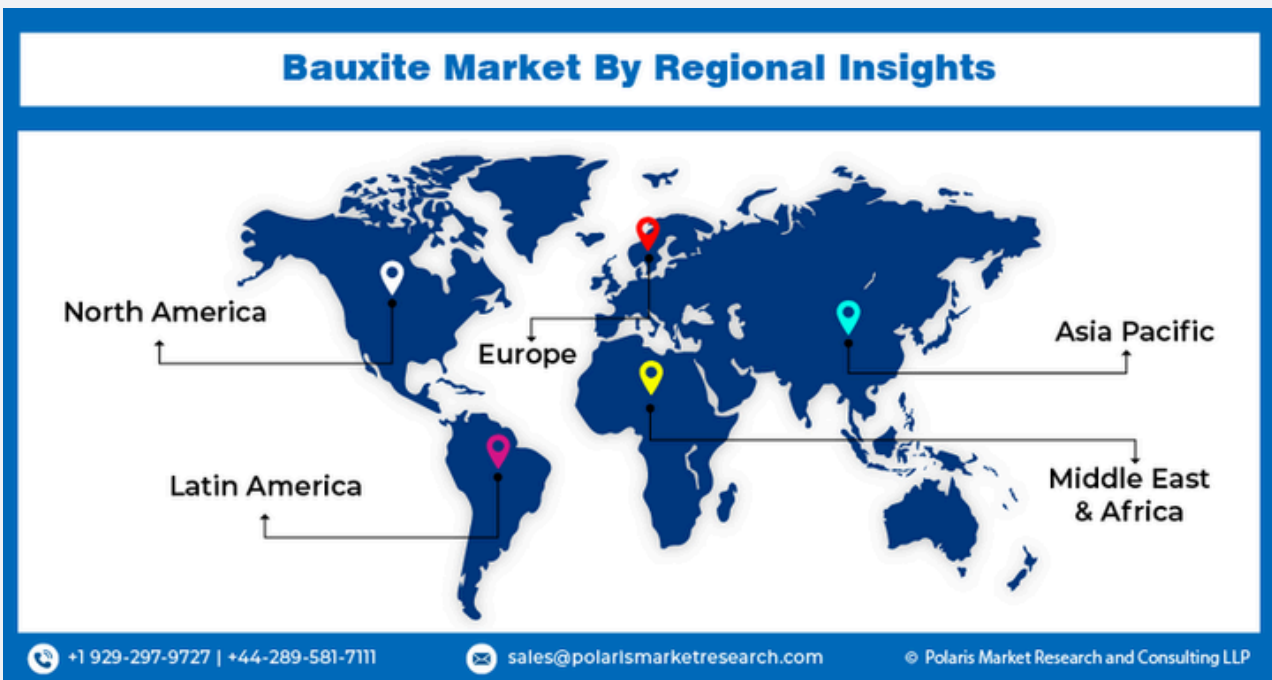 Bauxite Market By Regional Insights
North America
Europe
Asia Pacific
Latin America
Middle East
& Africa
+1 929-297-9727 | +44-289-581-7111
sales@polarismarketresearch.com
© Polaris Market Research and Consulting LLP